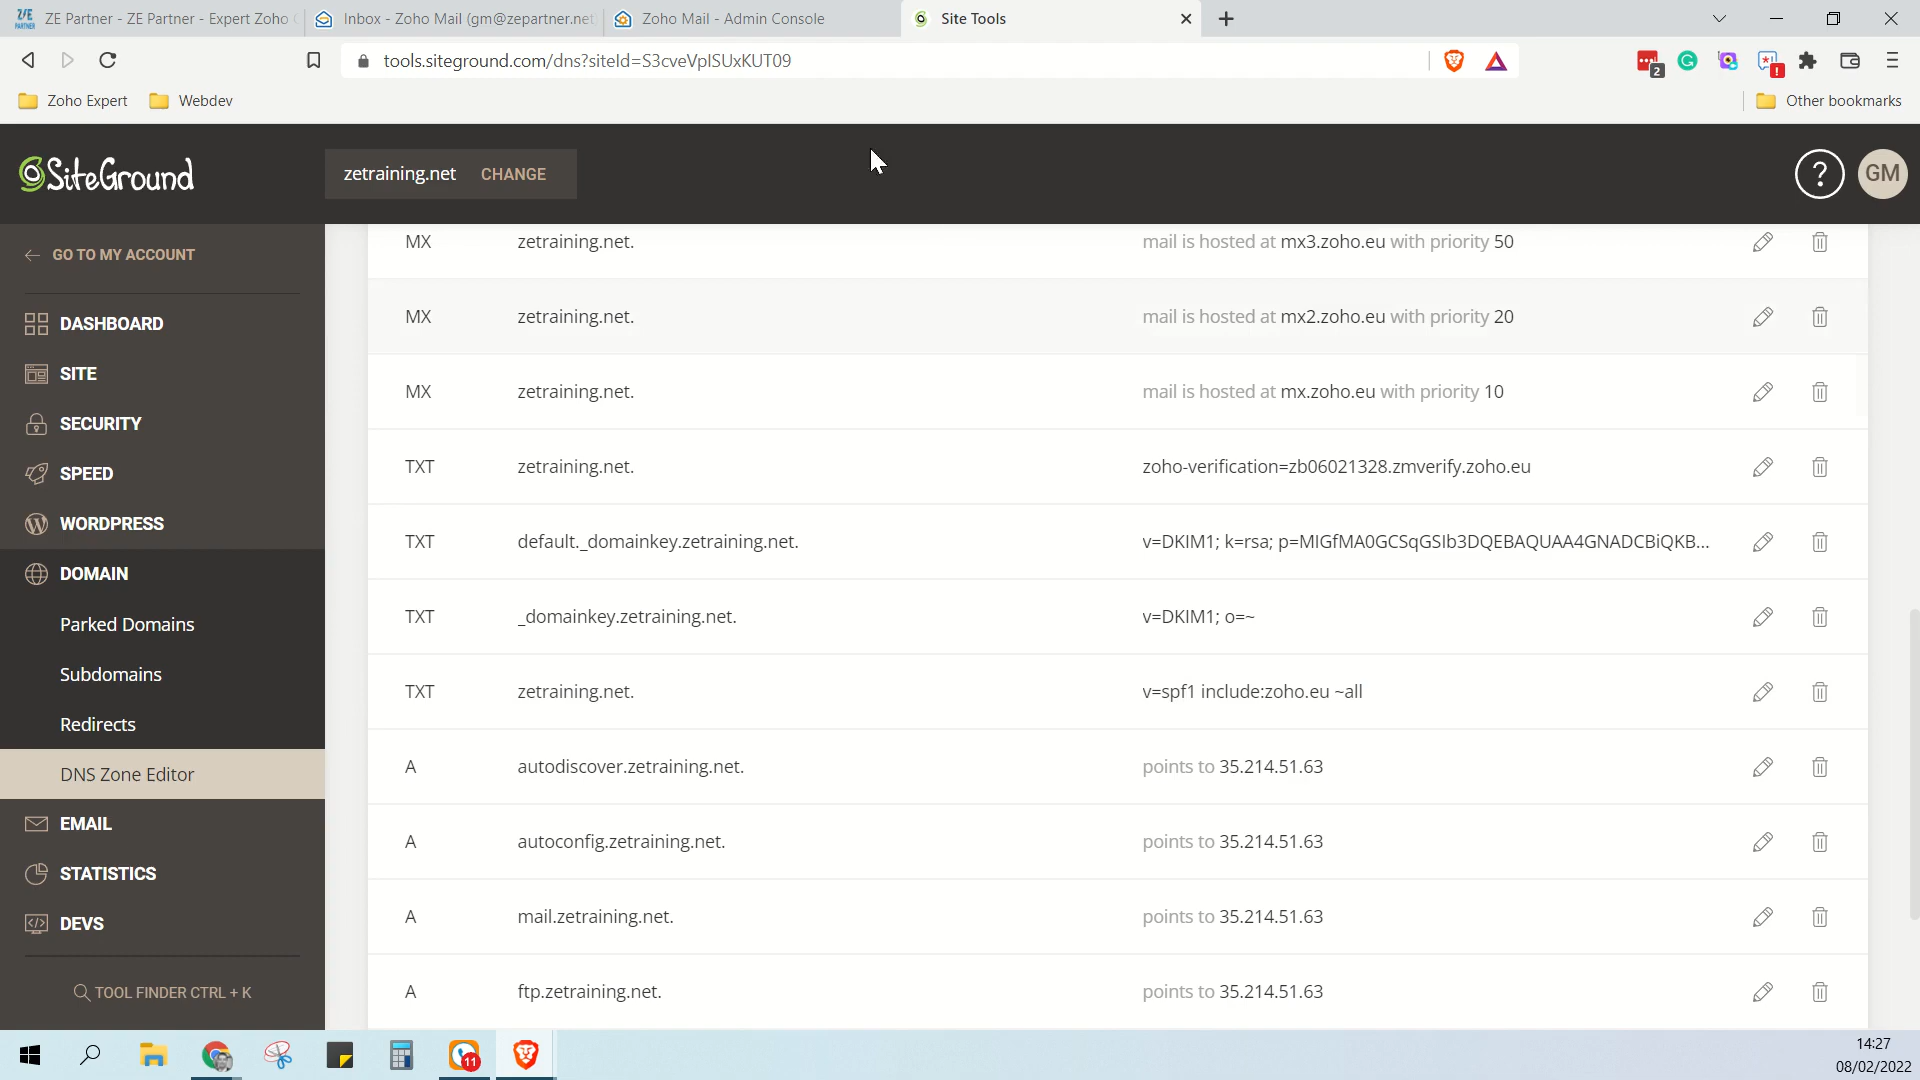 ZE Partner - ZE Partner - Expert Zoho
Inbox - Zoho Mail (gm@zepartner.net
Zoho Mail - Admin Console
Site Tools
tools.siteground.com/dns?siteId=S3cveVpISUxKUT09
2
!
Zoho Expert
Webdev
Other bookmarks
SiteGround
zetraining.net CHANGE
?
GM
GO TO MY ACCOUNT
DASHBOARD
SITE
SECURITY
SPEED
WORDPRESS
DOMAIN
Parked Domains
Subdomains
Redirects
DNS Zone Editor
EMAIL
STATISTICS
DEVS
TOOL FINDER CTRL + K
MX zetraining.net. mail is hosted at mx3.zoho.eu with priority 50
MX zetraining.net. mail is hosted at mx2.zoho.eu with priority 20
MX zetraining.net. mail is hosted at mx.zoho.eu with priority 10
TXT zetraining.net. zoho-verification=zb06021328.zmverify.zoho.eu
TXT default._domainkey.zetraining.net. v=DKIM1; k=rsa; p=MIGfMA0GCSqGSIb3DQEBAQUAA4GNADCBiQKB...
TXT _domainkey.zetraining.net. v=DKIM1; o=~
TXT zetraining.net. v=spf1 include:zoho.eu ~all
A autodiscover.zetraining.net. points to 35.214.51.63
A autoconfig.zetraining.net. points to 35.214.51.63
A mail.zetraining.net. points to 35.214.51.63
A ftp.zetraining.net. points to 35.214.51.63
11
14:27
08/02/2022